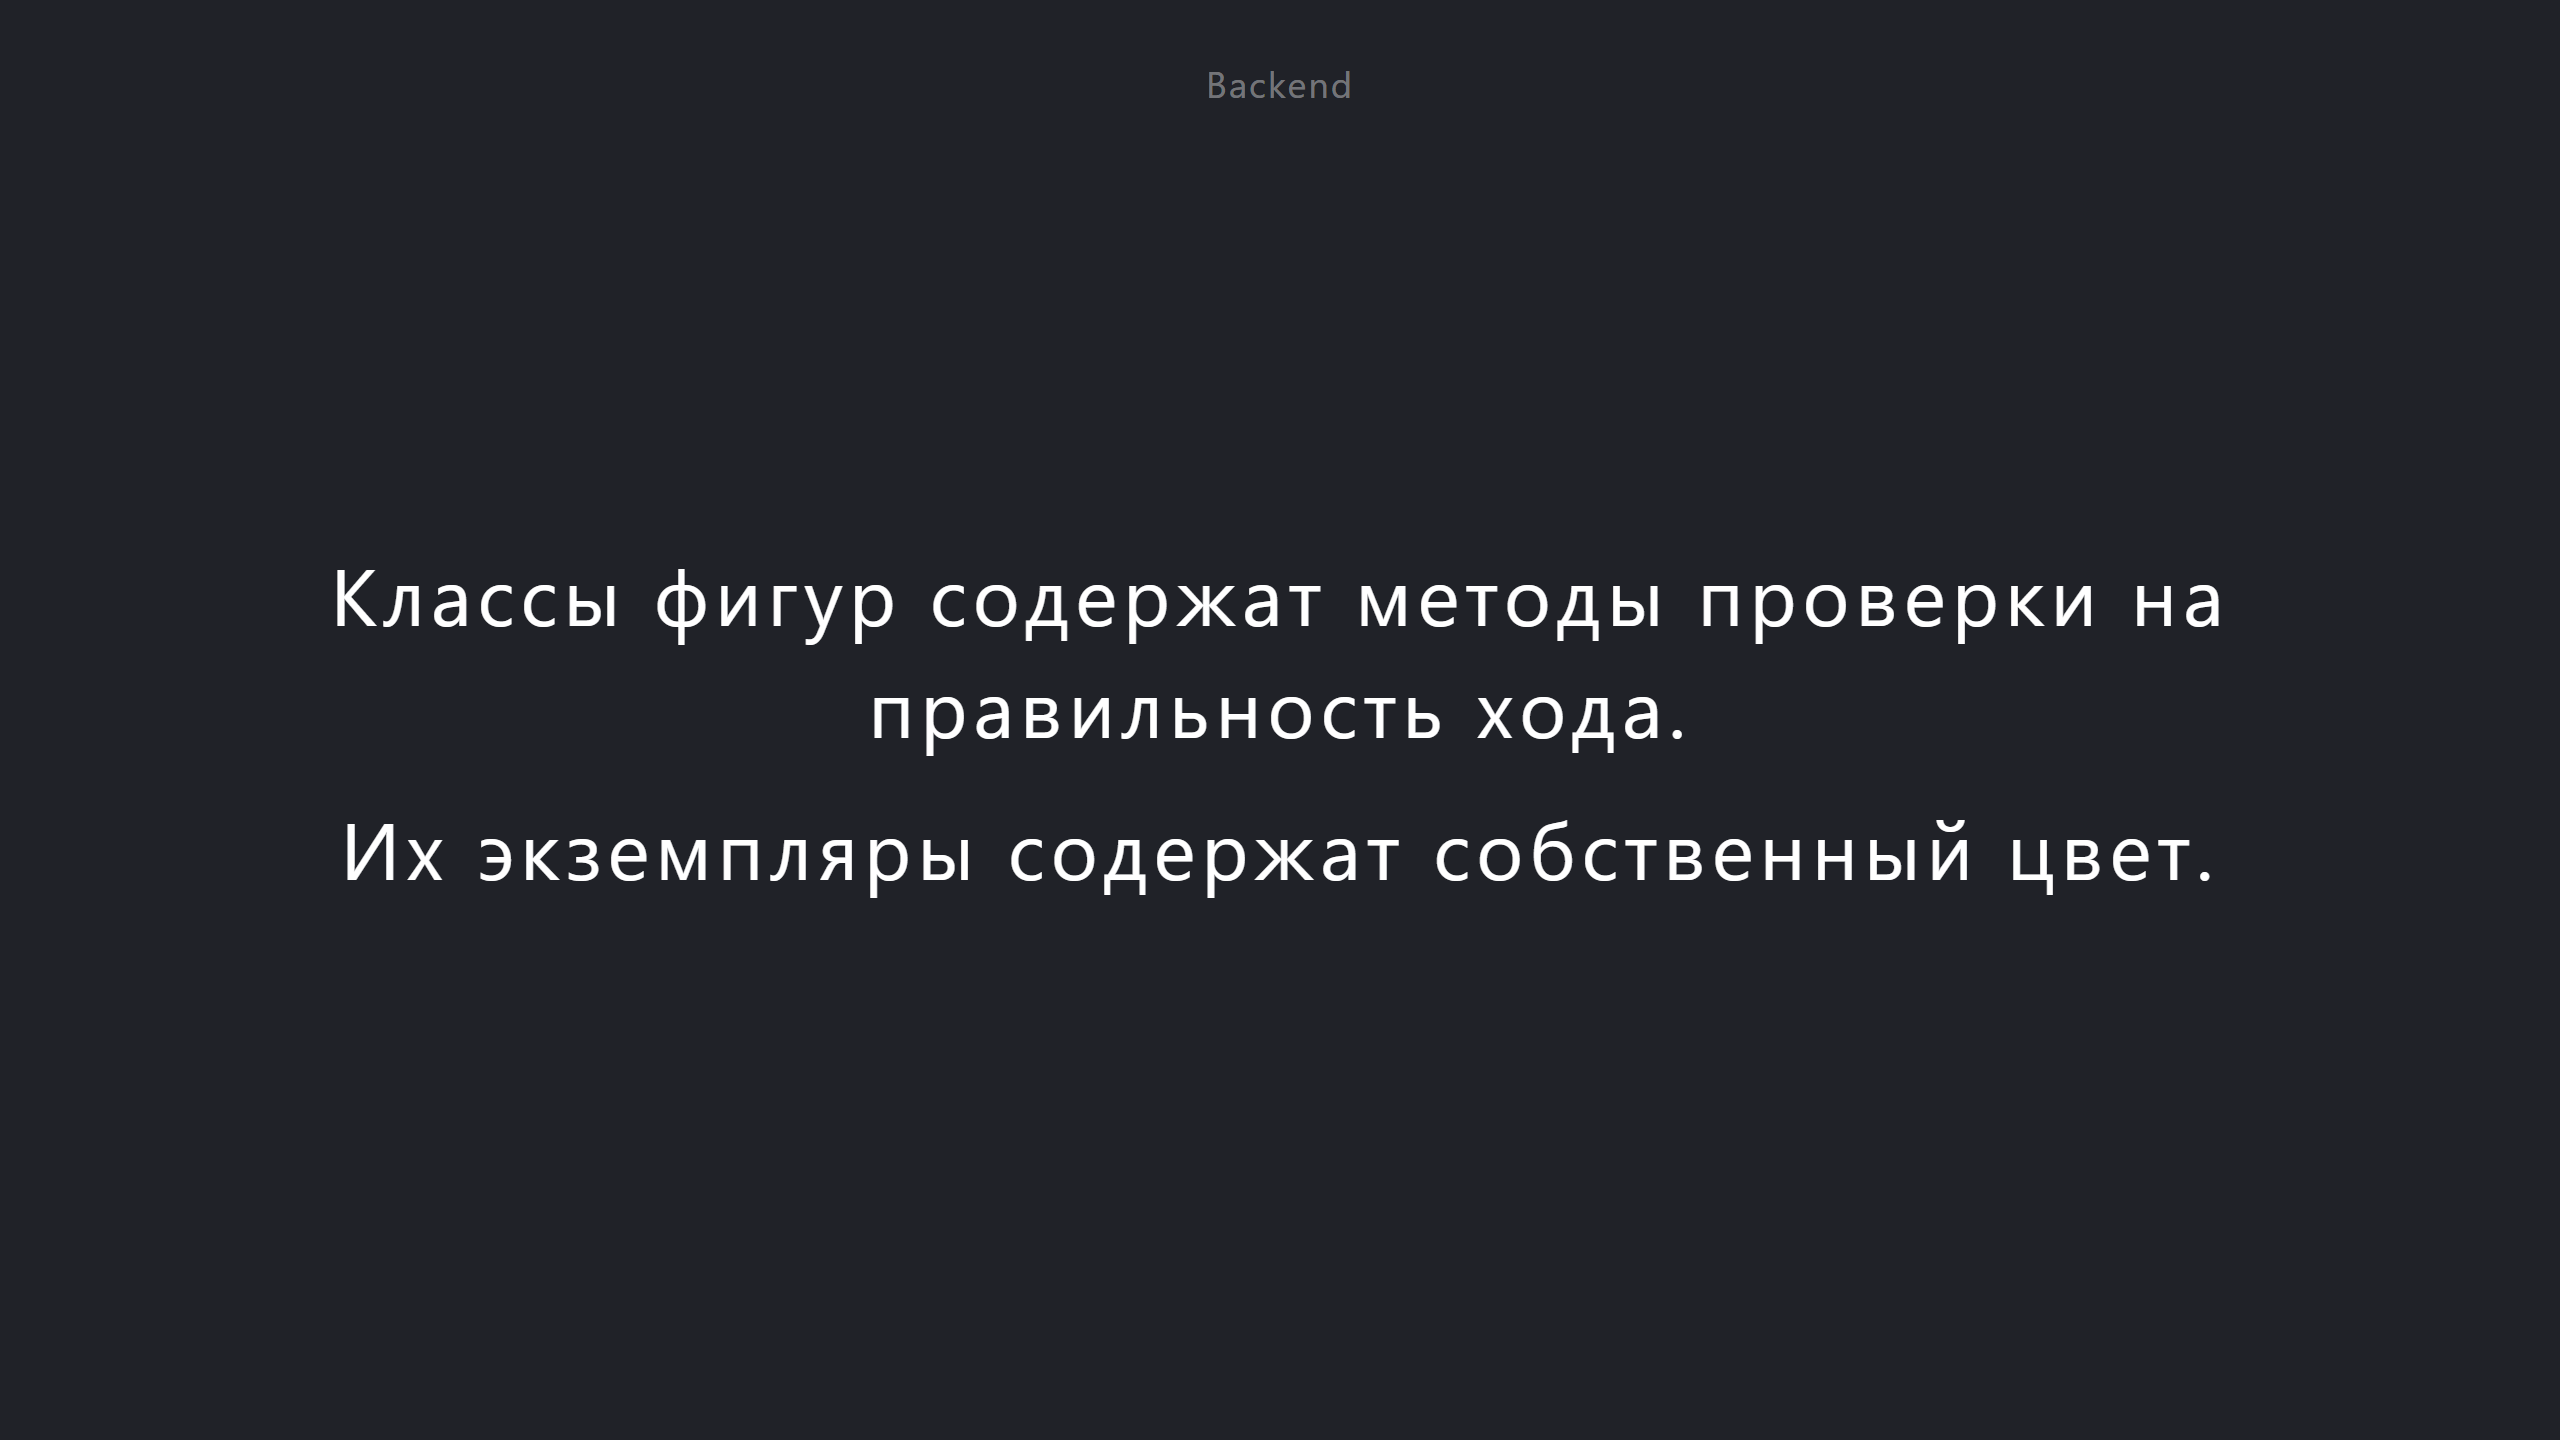 Backend
Классы фигур содержат методы проверки на
правильность хода.
Их экземпляры содержат собственный цвет.